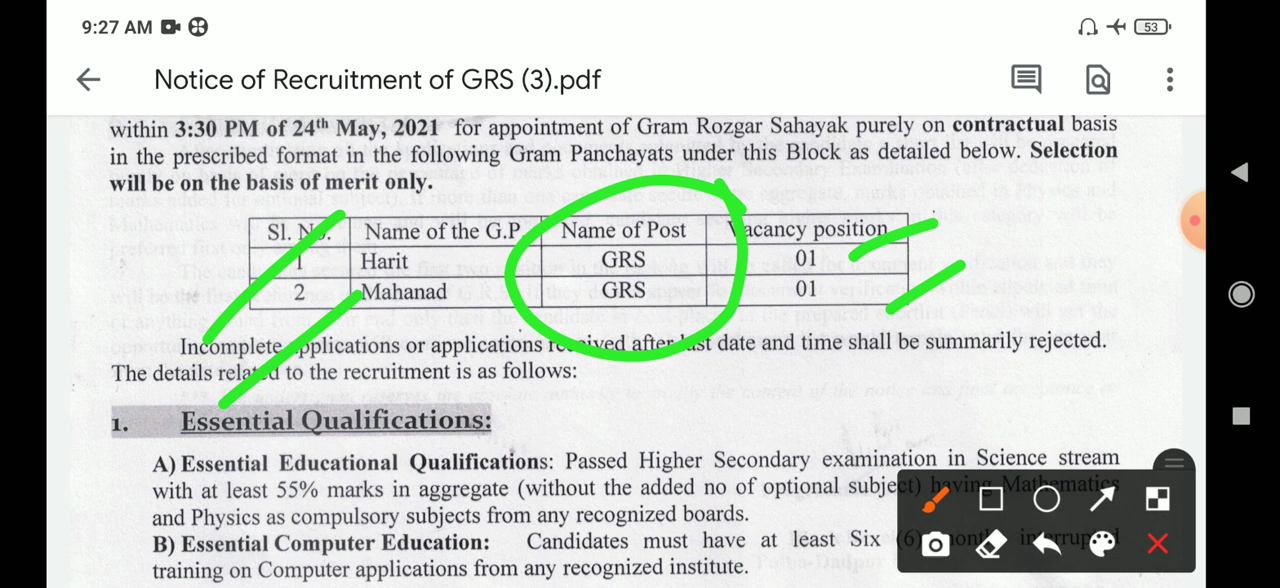 9:27 AM
53
Notice of Recruitment of GRS (3).pdf
within 3:30 PM of 24th May, 2021 for appointment of Gram Rozgar Sahayak purely on contractual basis
in the prescribed format in the following Gram Panchayats under this Block as detailed below. Selection
will be on the basis of merit only.
Sl. No. Name of the G.P. Name of Post Vacancy position
1 Harit GRS 01
2 Mahanad GRS 01
Incomplete applications or applications received after last date and time shall be summarily rejected.
The details related to the recruitment is as follows:
1. Essential Qualifications:
A) Essential Educational Qualifications: Passed Higher Secondary examination in Science stream
with at least 55% marks in aggregate (without the added no of optional subject) having Mathematics
and Physics as compulsory subjects from any recognized boards.
B) Essential Computer Education: Candidates must have at least Six (6) month
training on Computer applications from any recognized institute.